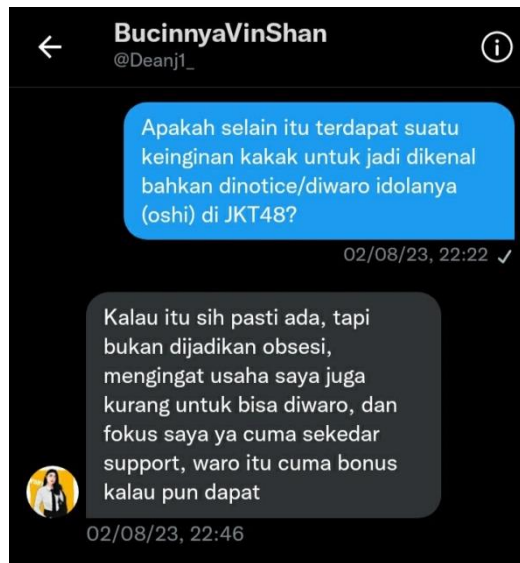 BucinnyaVinShan
@Deanj1_
Apakah selain itu terdapat suatu
keinginan kakak untuk jadi dikenal
bahkan dinotice/diwaro idolanya
(oshi) di JKT48?
02/08/23, 22:22
Kalau itu sih pasti ada, tapi
bukan dijadikan obsesi,
mengingat usaha saya juga
kurang untuk bisa diwaro, dan
fokus saya ya cuma sekedar
support, waro itu cuma bonus
kalau pun dapat
02/08/23, 22:46